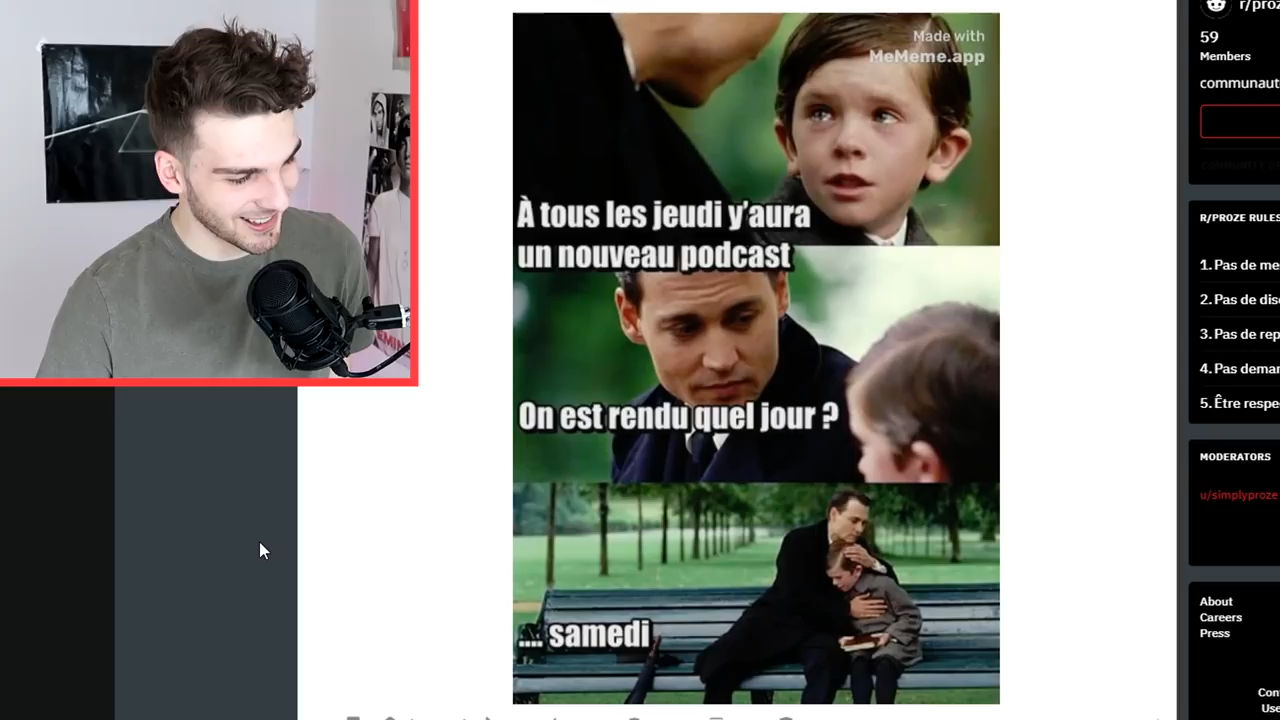 Made with
MeMeme.app
À tous les jeudi y'aura
un nouveau podcast
On est rendu quel jour ?
.... samedi
r/proz
59
Members
communaut
R/PROZE RULES
1. Pas de me
2. Pas de dis
3. Pas de rep
4. Pas deman
5. Être respe
MODERATORS
u/simplyproze
About
Careers
Press
Con
Use